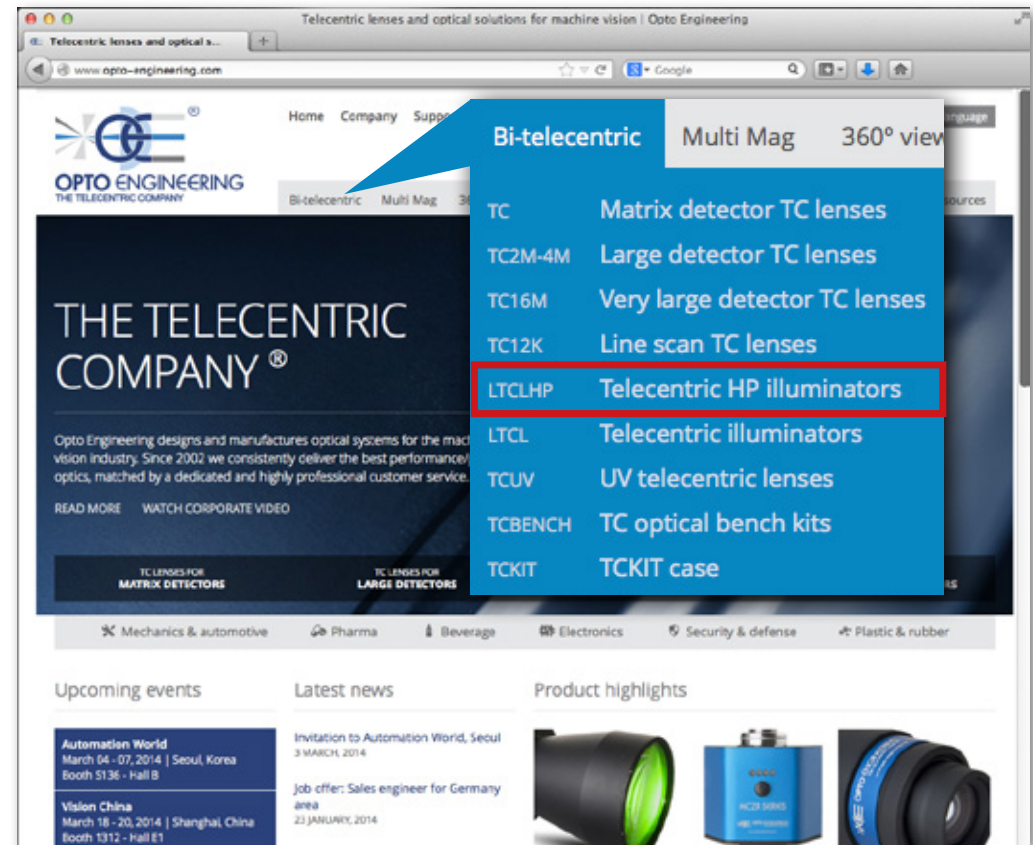 Telecentric lenses and optical solutions for machine vision | Opto Engineering
Telecentric lenses and optical s...
www.opto-engineering.com
Google
OE
®
OPTO ENGINEERING
THE TELECENTRIC COMPANY
Home Company
Bi-telecentric Multi Mag
Bi-telecentric Multi Mag 360° view
TC Matrix detector TC lenses
TC2M-4M Large detector TC lenses
TC16M Very large detector TC lenses
TC12K Line scan TC lenses
LTCLHP Telecentric HP illuminators
LTCL Telecentric illuminators
TCUV UV telecentric lenses
TCBENCH TC optical bench kits
TCKIT TCKIT case
THE TELECENTRIC
COMPANY ®
Opto Engineering designs and manufactures optical systems for the
vision industry. Since 2002 we consistently deliver the best performance/
optics, matched by a dedicated and highly professional customer service.
READ MORE WATCH CORPORATE VIDEO
TC LENSES FOR
MATRIX DETECTORS
TC LENSES FOR
LARGE DETECTORS
Mechanics & automotive Pharma Beverage Electronics Security & defense Plastic & rubber
Upcoming events
Automation World
March 04 - 07, 2014 | Seoul, Korea
Booth S136 - Hall B
Vision China
March 18 - 20, 2014 | Shanghai, China
Booth 1312 - Hall E1
Latest news
Invitation to Automation World, Seoul
3 MARCH, 2014
Job offer: Sales engineer for Germany
area
23 JANUARY, 2014
Product highlights